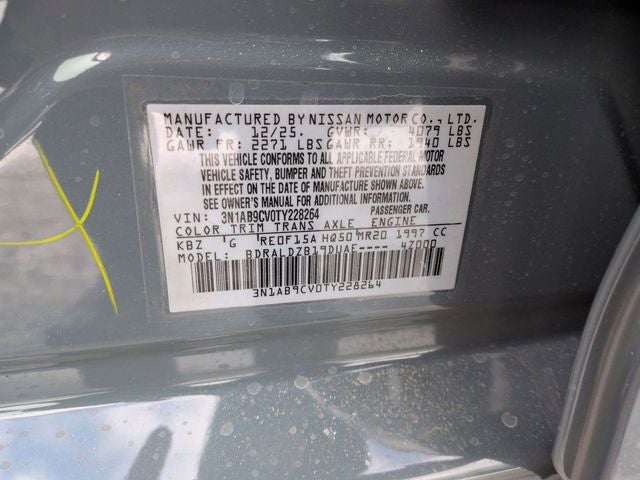 MANUFACTURED BY NISSAN MOTOR CO., LTD.
DATE: 12/25. GVWR: 4079 LBS
GAWR FR: 2271 LBS GAWR RR: 1940 LBS
THIS VEHICLE CONFORMS TO ALL APPLICABLE FEDERAL MOTOR
VEHICLE SAFETY, BUMPER AND THEFT PREVENTION STANDARDS
IN EFFECT ON THE DATE OF MANUFACTURE SHOWN ABOVE.
SEE OWNER'S MANUAL FOR ADDITIONAL INFORMATION
VIN: 3N1AB9CV0TY228264 PASSENGER CAR.
COLOR TRIM TRANS AXLE ENGINE
KBZ G RE0F15A HQ50 MR20 1997 CC
MODEL: BDRALDZB19DUAF---- 4Z000
3N1AB9CV0TY228264